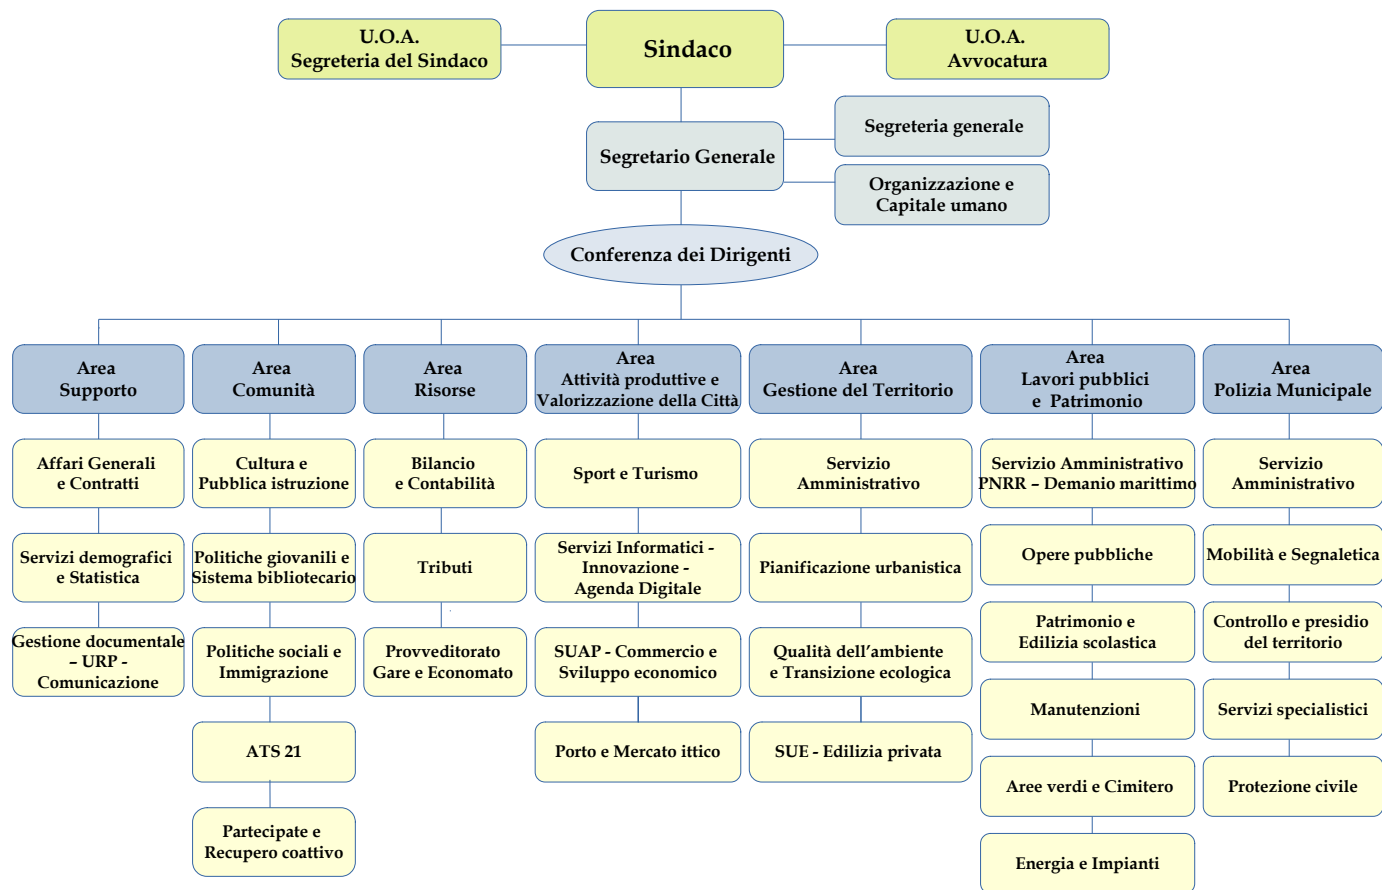 U.O.A.
Segreteria del Sindaco
Sindaco
U.O.A.
Avvocatura
Segretario Generale
Segreteria generale
Organizzazione e
Capitale umano
Conferenza dei Dirigenti
Area
Supporto
Affari Generali
e Contratti
Servizi demografici
e Statistica
Gestione documentale
– URP -
Comunicazione
Area
Comunità
Cultura e
Pubblica istruzione
Politiche giovanili e
Sistema bibliotecario
Politiche sociali e
Immigrazione
ATS 21
Partecipate e
Recupero coattivo
Area
Risorse
Bilancio
e Contabilità
Tributi
Provveditorato
Gare e Economato
Area
Attività produttive e
Valorizzazione della Città
Sport e Turismo
Servizi Informatici -
Innovazione -
Agenda Digitale
SUAP - Commercio e
Sviluppo economico
Porto e Mercato ittico
Area
Gestione del Territorio
Servizio
Amministrativo
Pianificazione urbanistica
Qualità dell’ambiente
e Transizione ecologica
SUE - Edilizia privata
Area
Lavori pubblici
e Patrimonio
Servizio Amministrativo
PNRR – Demanio marittimo
Opere pubbliche
Patrimonio e
Edilizia scolastica
Manutenzioni
Aree verdi e Cimitero
Energia e Impianti
Area
Polizia Municipale
Servizio
Amministrativo
Mobilità e Segnaletica
Controllo e presidio
del territorio
Servizi specialistici
Protezione civile